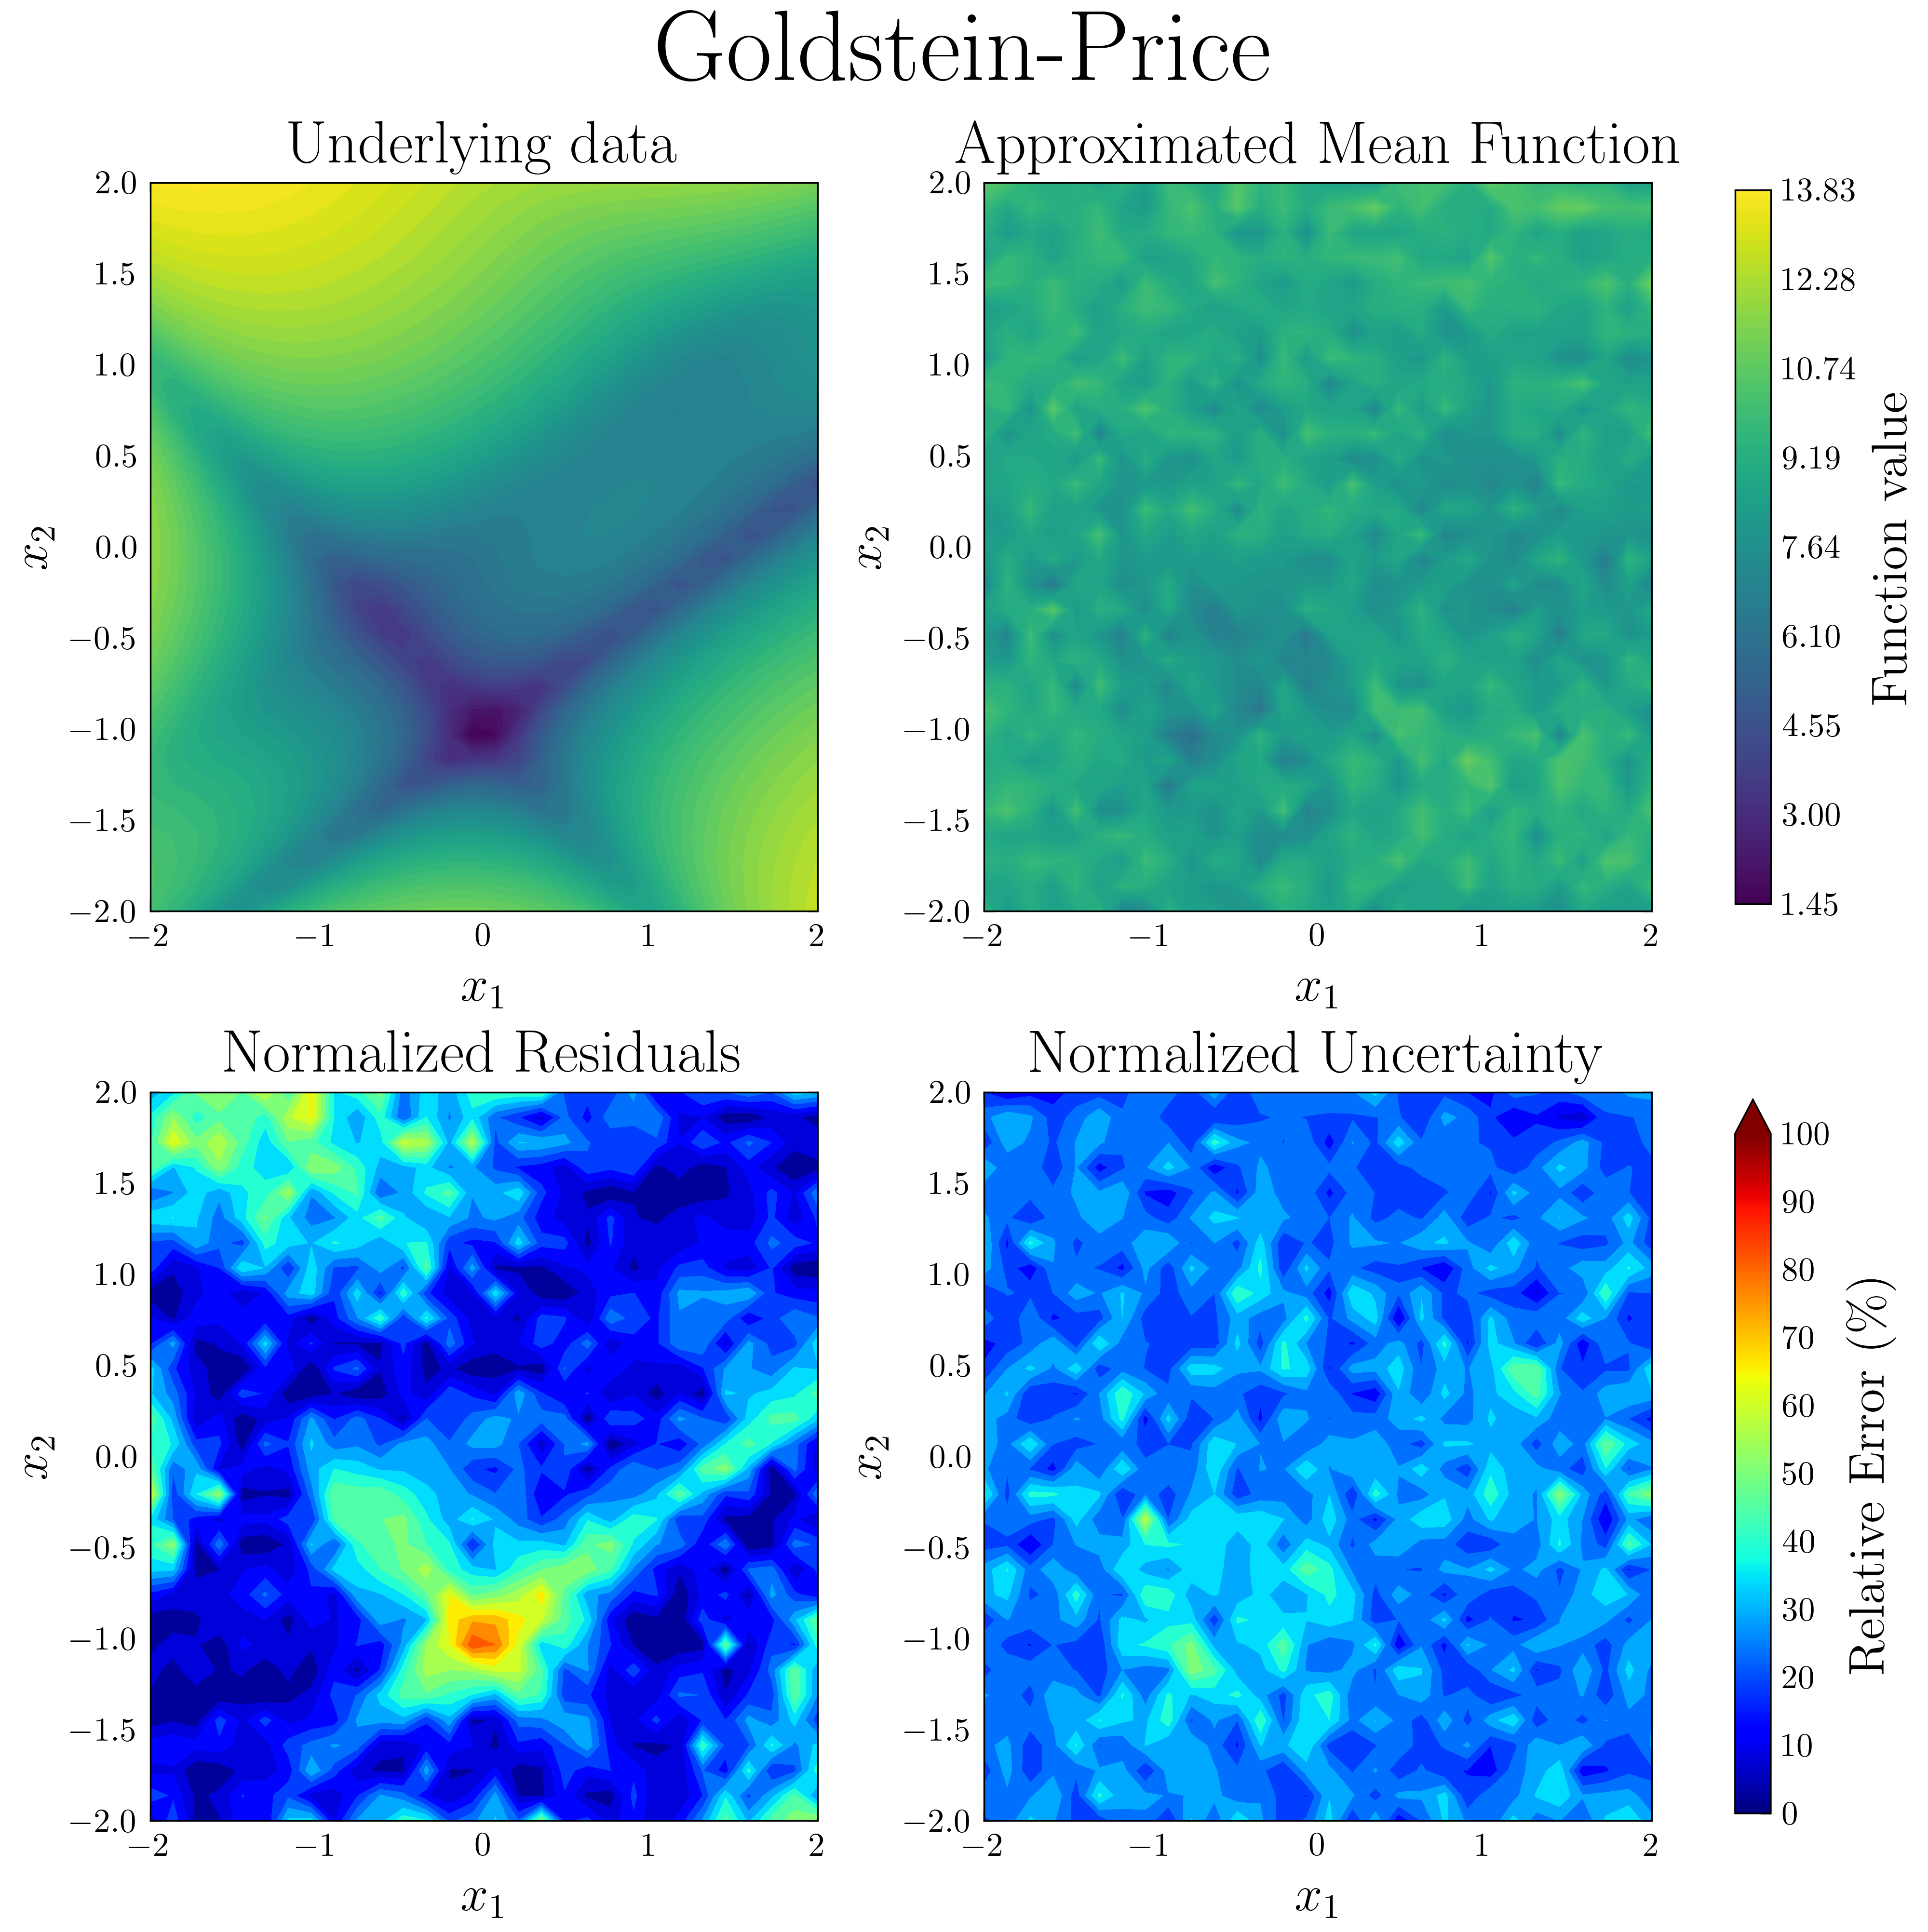 Goldstein-Price
Underlying data
2.0
1.5
1.0
0.5
0.0
−0.5
−1.0
−1.5
−2.0
x2
−2 −1 0 1 2
x1
Approximated Mean Function
2.0
1.5
1.0
0.5
0.0
−0.5
−1.0
−1.5
−2.0
x2
−2 −1 0 1 2
x1
13.83
12.28
10.74
9.19
7.64
6.10
4.55
3.00
1.45
Function value
Normalized Residuals
2.0
1.5
1.0
0.5
0.0
−0.5
−1.0
−1.5
−2.0
x2
−2 −1 0 1 2
x1
Normalized Uncertainty
2.0
1.5
1.0
0.5
0.0
−0.5
−1.0
−1.5
−2.0
x2
−2 −1 0 1 2
x1
100
90
80
70
60
50
40
30
20
10
0
Relative Error (%)